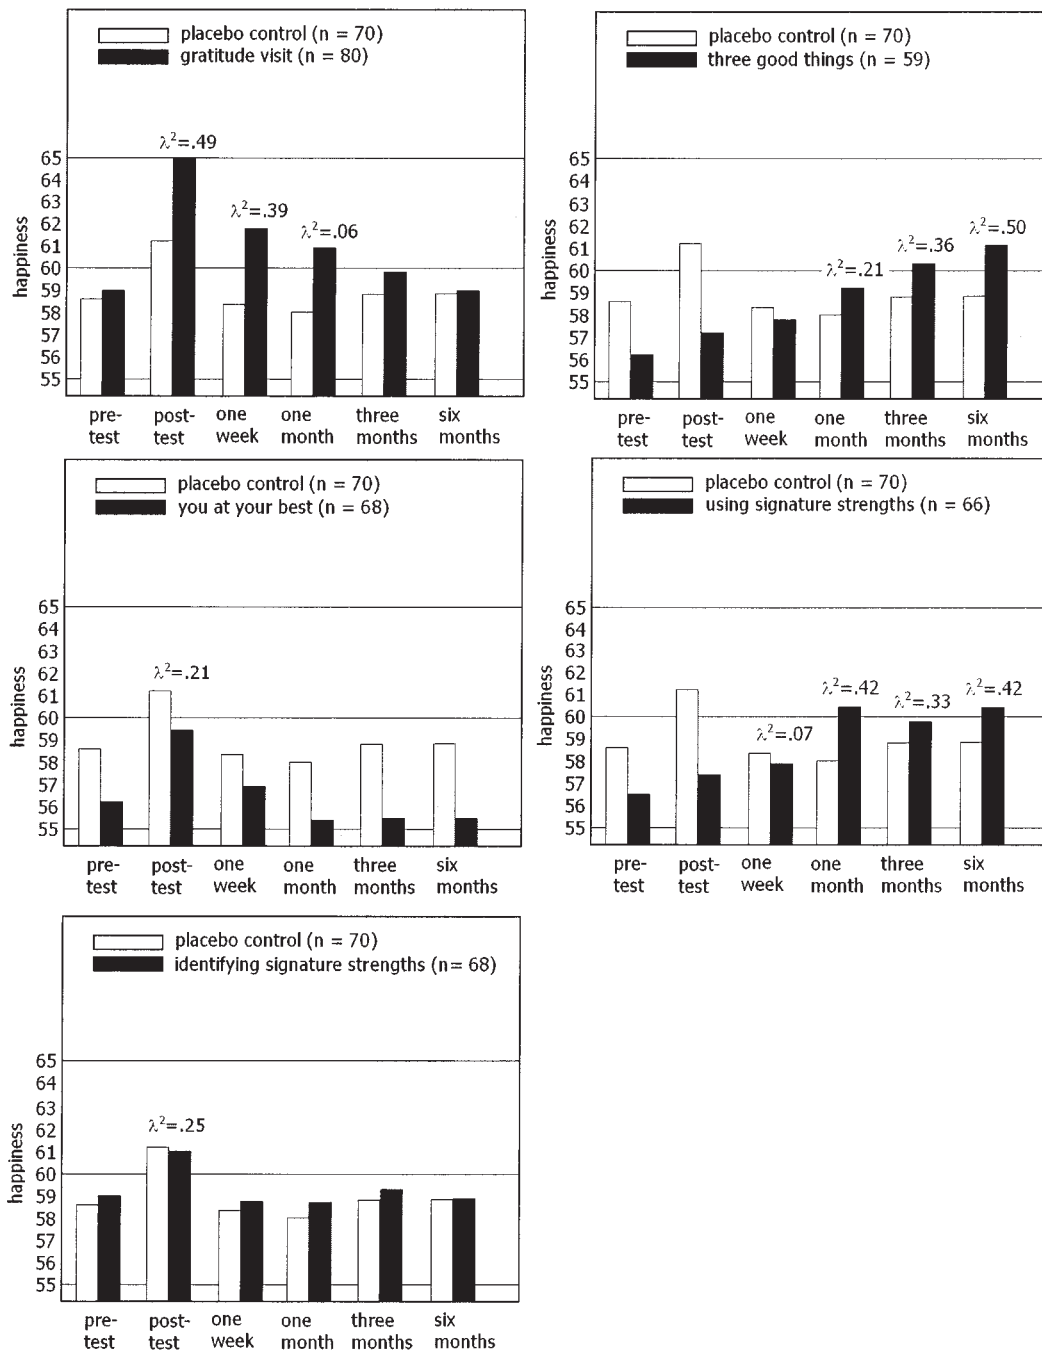 placebo control (n = 70)
gratitude visit (n = 80)
λ²=.49
λ²=.39
λ²=.06
happiness
65
64
63
62
61
60
59
58
57
56
55
pre-test
post-test
one week
one month
three months
six months
placebo control (n = 70)
three good things (n = 59)
λ²=.21
λ²=.36
λ²=.50
happiness
65
64
63
62
61
60
59
58
57
56
55
pre-test
post-test
one week
one month
three months
six months
placebo control (n = 70)
you at your best (n = 68)
λ²=.21
happiness
65
64
63
62
61
60
59
58
57
56
55
pre-test
post-test
one week
one month
three months
six months
placebo control (n = 70)
using signature strengths (n = 66)
λ²=.07
λ²=.42
λ²=.33
λ²=.42
happiness
65
64
63
62
61
60
59
58
57
56
55
pre-test
post-test
one week
one month
three months
six months
placebo control (n = 70)
identifying signature strengths (n= 68)
λ²=.25
happiness
65
64
63
62
61
60
59
58
57
56
55
pre-test
post-test
one week
one month
three months
six months